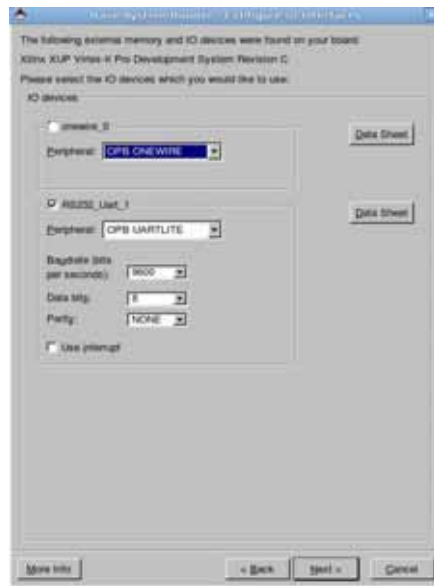 Base System Builder - Configure IO Interfaces
The following external memory and IO devices were found on your board:
Xilinx XUP Virtex-II Pro Development System Revision C
Please select the IO devices which you would like to use:
IO devices
onewire_0
Data Sheet
Peripheral: OPB ONEWIRE
RS232_Uart_1
Data Sheet
Peripheral: OPB UARTLITE
Baudrate (bits
per seconds): 9600
Data bits: 8
Parity: NONE
Use interrupt
More Info < Back Next > Cancel